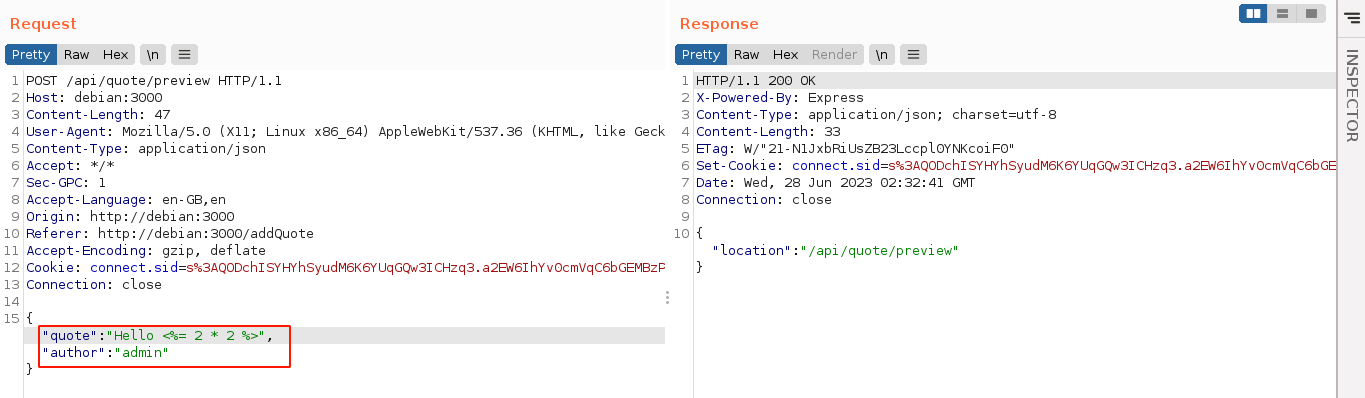 Request
Pretty Raw Hex \n
1 POST /api/quote/preview HTTP/1.1
2 Host: debian:3000
3 Content-Length: 47
4 User-Agent: Mozilla/5.0 (X11; Linux x86_64) AppleWebKit/537.36 (KHTML, like Geck
5 Content-Type: application/json
6 Accept: */*
7 Sec-GPC: 1
8 Accept-Language: en-GB,en
9 Origin: http://debian:3000
10 Referer: http://debian:3000/addQuote
11 Accept-Encoding: gzip, deflate
12 Cookie: connect.sid=s%3AQODchISYHYhSyudM6K6YUqGQw3ICHzq3.a2EW6IhYv0cmVqC6bGEMBzP
13 Connection: close
14
15 {
"quote":"Hello <%= 2 * 2 %>",
"author":"admin"
}
Response
Pretty Raw Hex Render \n
1 HTTP/1.1 200 OK
2 X-Powered-By: Express
3 Content-Type: application/json; charset=utf-8
4 Content-Length: 33
5 ETag: W/"21-N1JxbRiUsZB23Lccpl0YNKcoiF0"
6 Set-Cookie: connect.sid=s%3AQODchISYHYhSyudM6K6YUqGQw3ICHzq3.a2EW6IhYv0cmVqC6bGE
7 Date: Wed, 28 Jun 2023 02:32:41 GMT
8 Connection: close
9
10 {
"location":"/api/quote/preview"
}
INSPECTOR